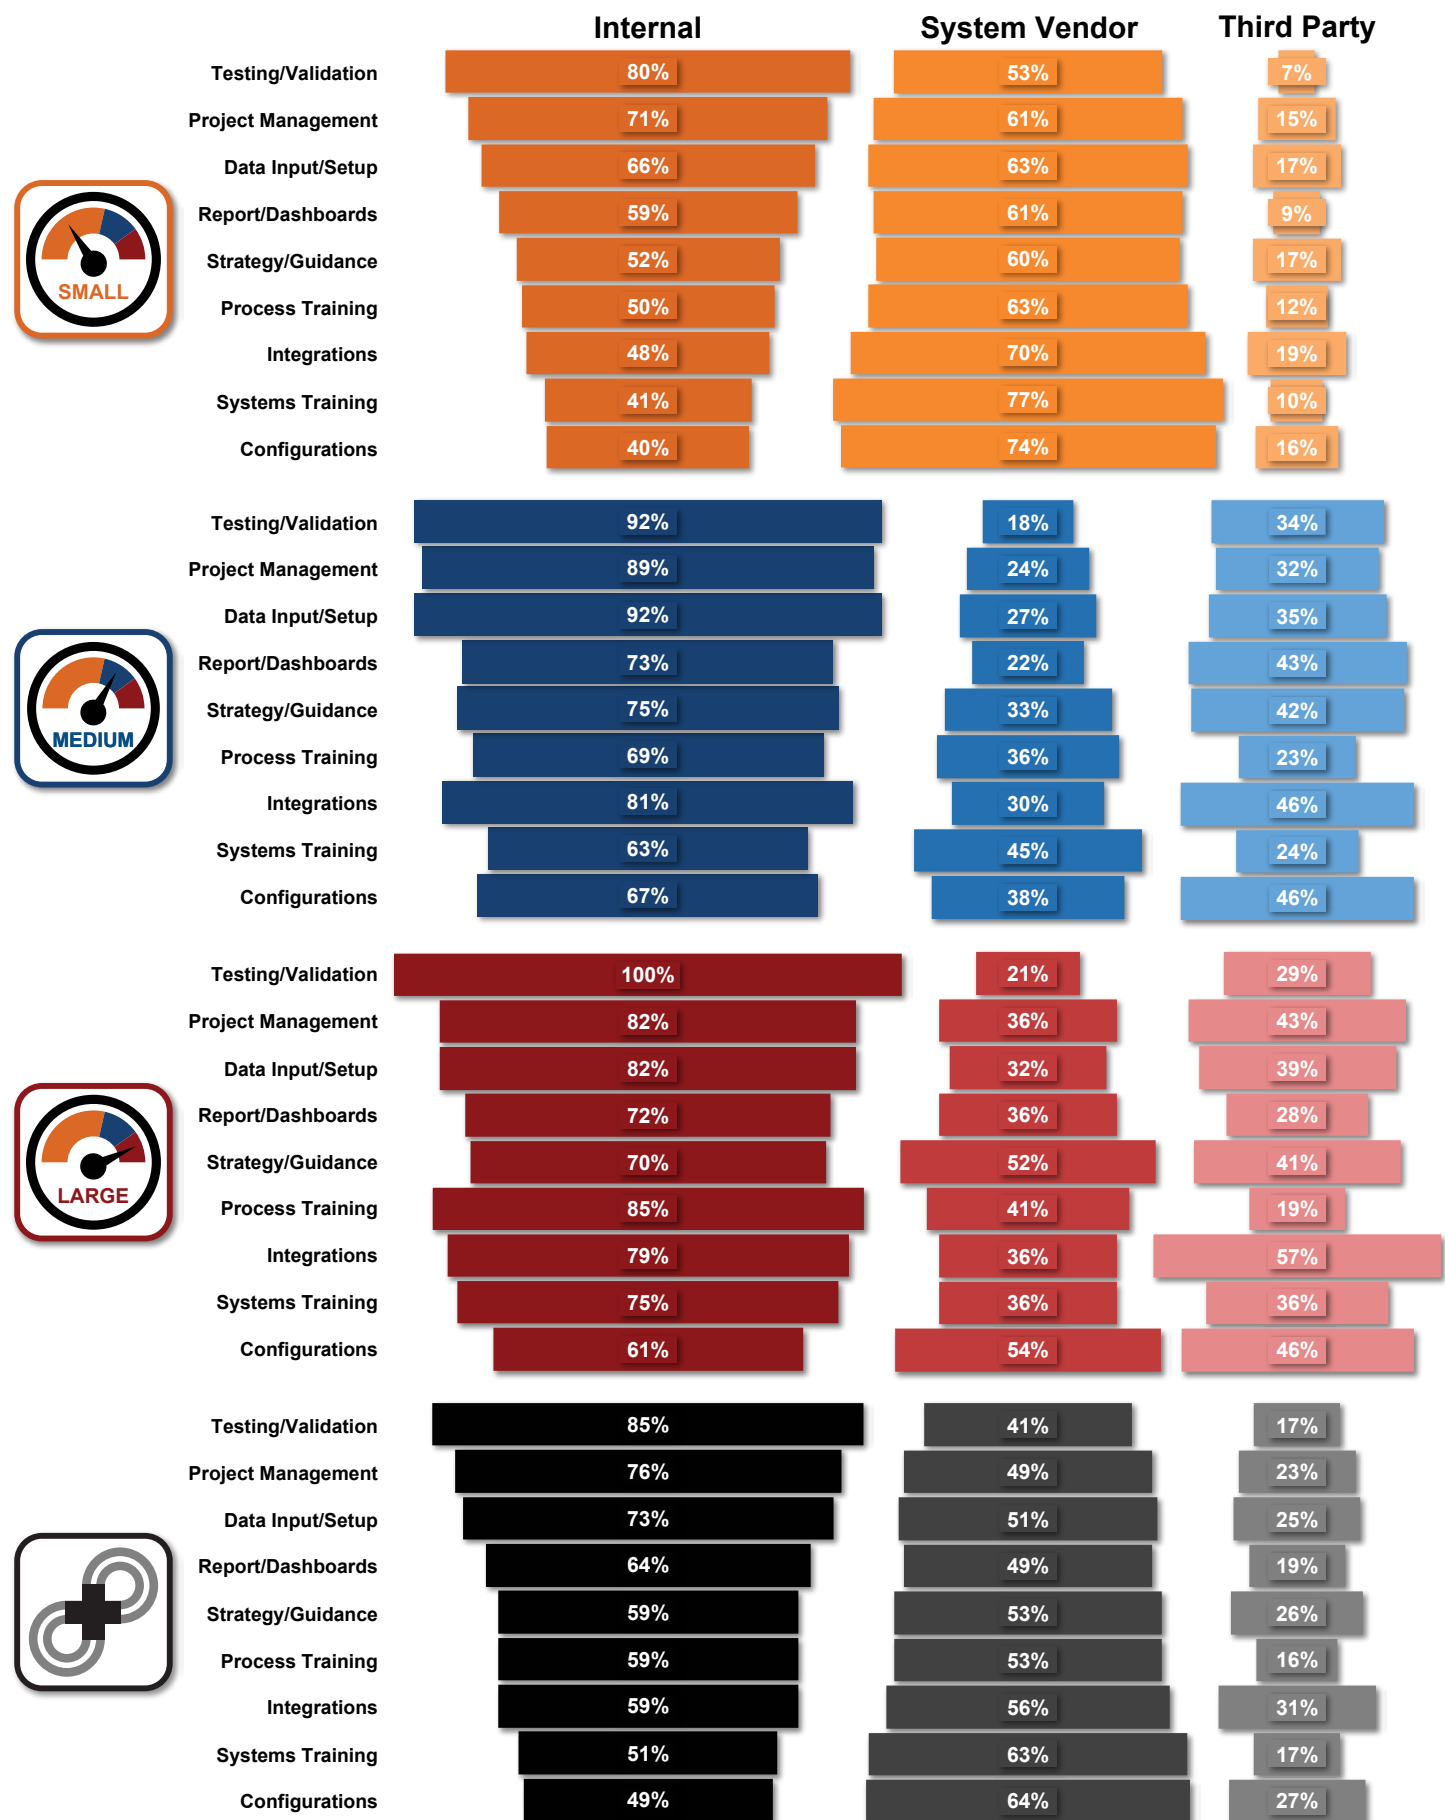 Internal System Vendor Third Party
Testing/Validation 80% 53% 7%
Project Management 71% 61% 15%
Data Input/Setup 66% 63% 17%
Report/Dashboards 59% 61% 9%
Strategy/Guidance 52% 60% 17%
Process Training 50% 63% 12%
Integrations 48% 70% 19%
Systems Training 41% 77% 10%
Configurations 40% 74% 16%
SMALL
Testing/Validation 92% 18% 34%
Project Management 89% 24% 32%
Data Input/Setup 92% 27% 35%
Report/Dashboards 73% 22% 43%
Strategy/Guidance 75% 33% 42%
Process Training 69% 36% 23%
Integrations 81% 30% 46%
Systems Training 63% 45% 24%
Configurations 67% 38% 46%
MEDIUM
Testing/Validation 100% 21% 29%
Project Management 82% 36% 43%
Data Input/Setup 82% 32% 39%
Report/Dashboards 72% 36% 28%
Strategy/Guidance 70% 52% 41%
Process Training 85% 41% 19%
Integrations 79% 36% 57%
Systems Training 75% 36% 36%
Configurations 61% 54% 46%
LARGE
Testing/Validation 85% 41% 17%
Project Management 76% 49% 23%
Data Input/Setup 73% 51% 25%
Report/Dashboards 64% 49% 19%
Strategy/Guidance 59% 53% 26%
Process Training 59% 53% 16%
Integrations 59% 56% 31%
Systems Training 51% 63% 17%
Configurations 49% 64% 27%